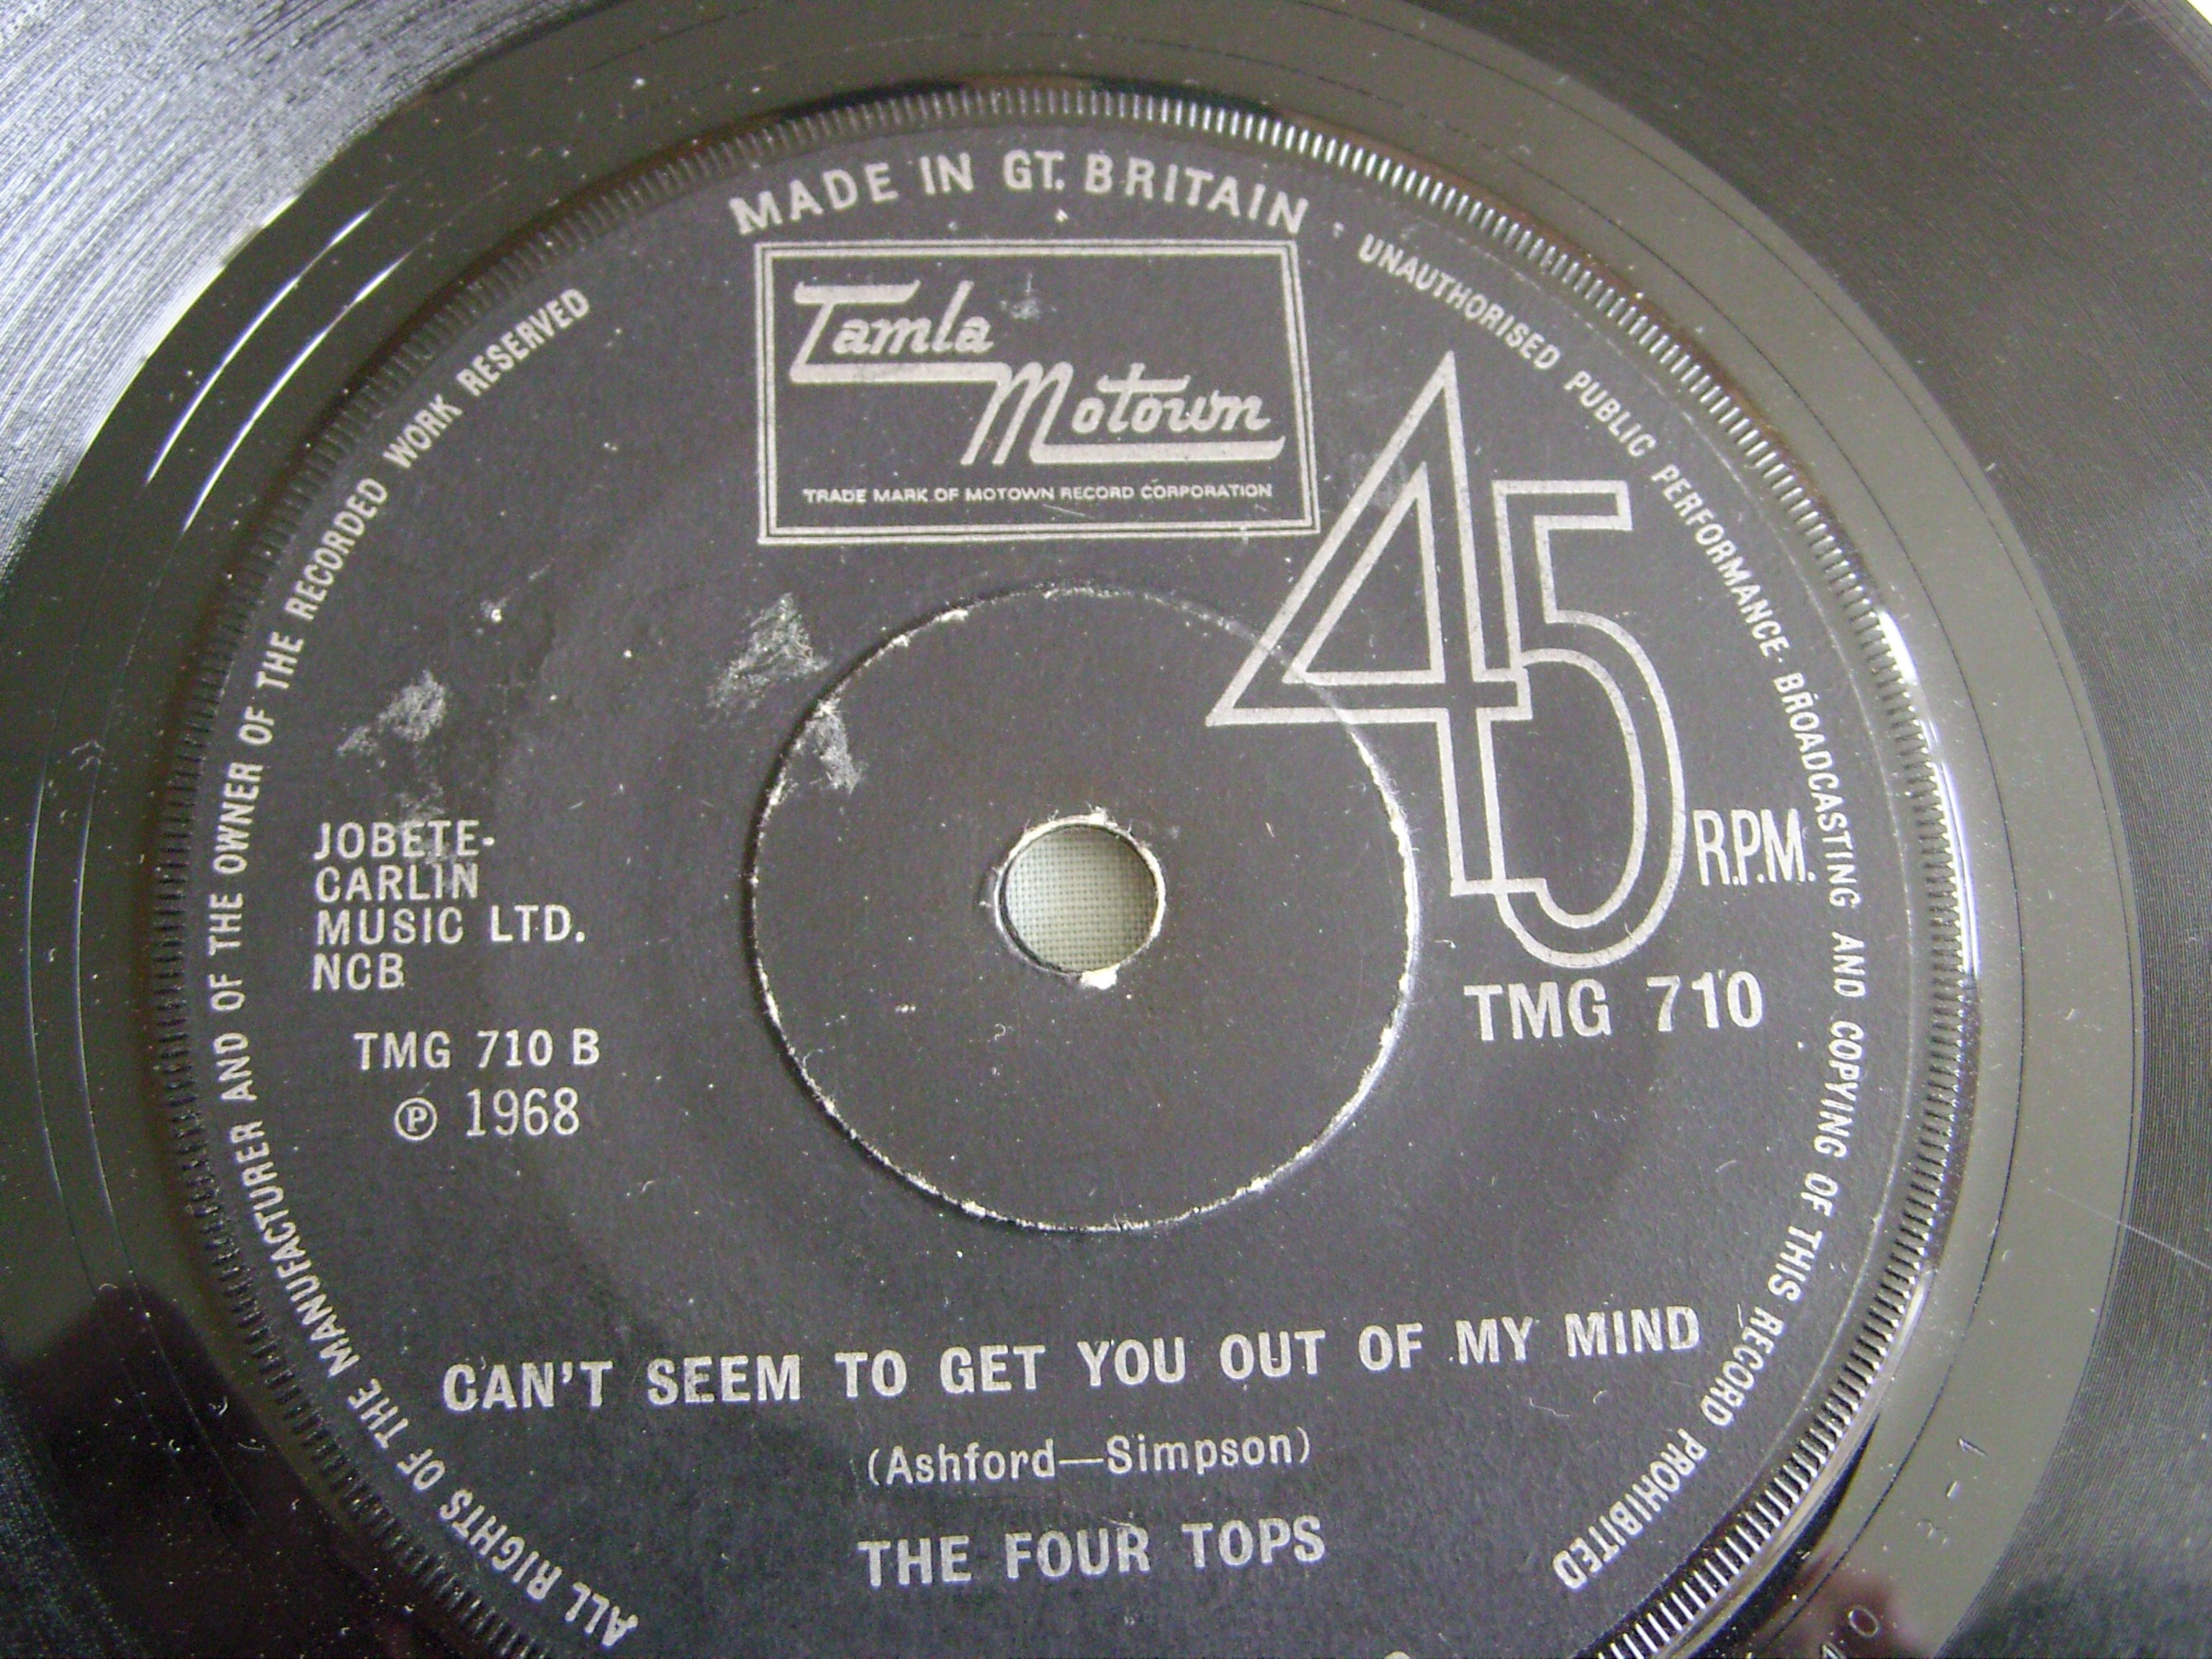 MADE IN GT. BRITAIN
UNAUTHORISED PUBLIC PERFORMANCE · BROADCASTING AND COPYING OF THIS RECORD PROHIBITED
ALL RIGHTS OF THE MANUFACTURER AND OF THE OWNER OF THE RECORDED WORK RESERVED
Tamla
Motown
TRADE MARK OF MOTOWN RECORD CORPORATION
45
R.P.M.
JOBETE-
CARLIN
MUSIC LTD.
NCB
TMG 710
TMG 710 B
Ⓟ 1968
CAN'T SEEM TO GET YOU OUT OF MY MIND
(Ashford—Simpson)
THE FOUR TOPS